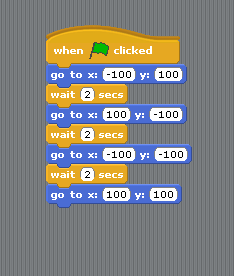 when clicked
go to x: -100 y: 100
wait 2 secs
go to x: 100 y: -100
wait 2 secs
go to x: -100 y: -100
wait 2 secs
go to x: 100 y: 100